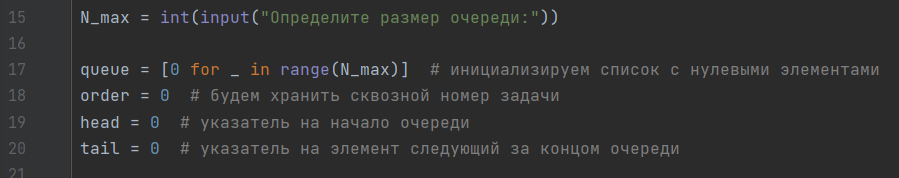 15 N_max = int(input("Определите размер очереди:"))
16
17 queue = [0 for _ in range(N_max)]  # инициализируем список с нулевыми элементами
18 order = 0  # будем хранить сквозной номер задачи
19 head = 0  # указатель на начало очереди
20 tail = 0  # указатель на элемент следующий за концом очереди
21